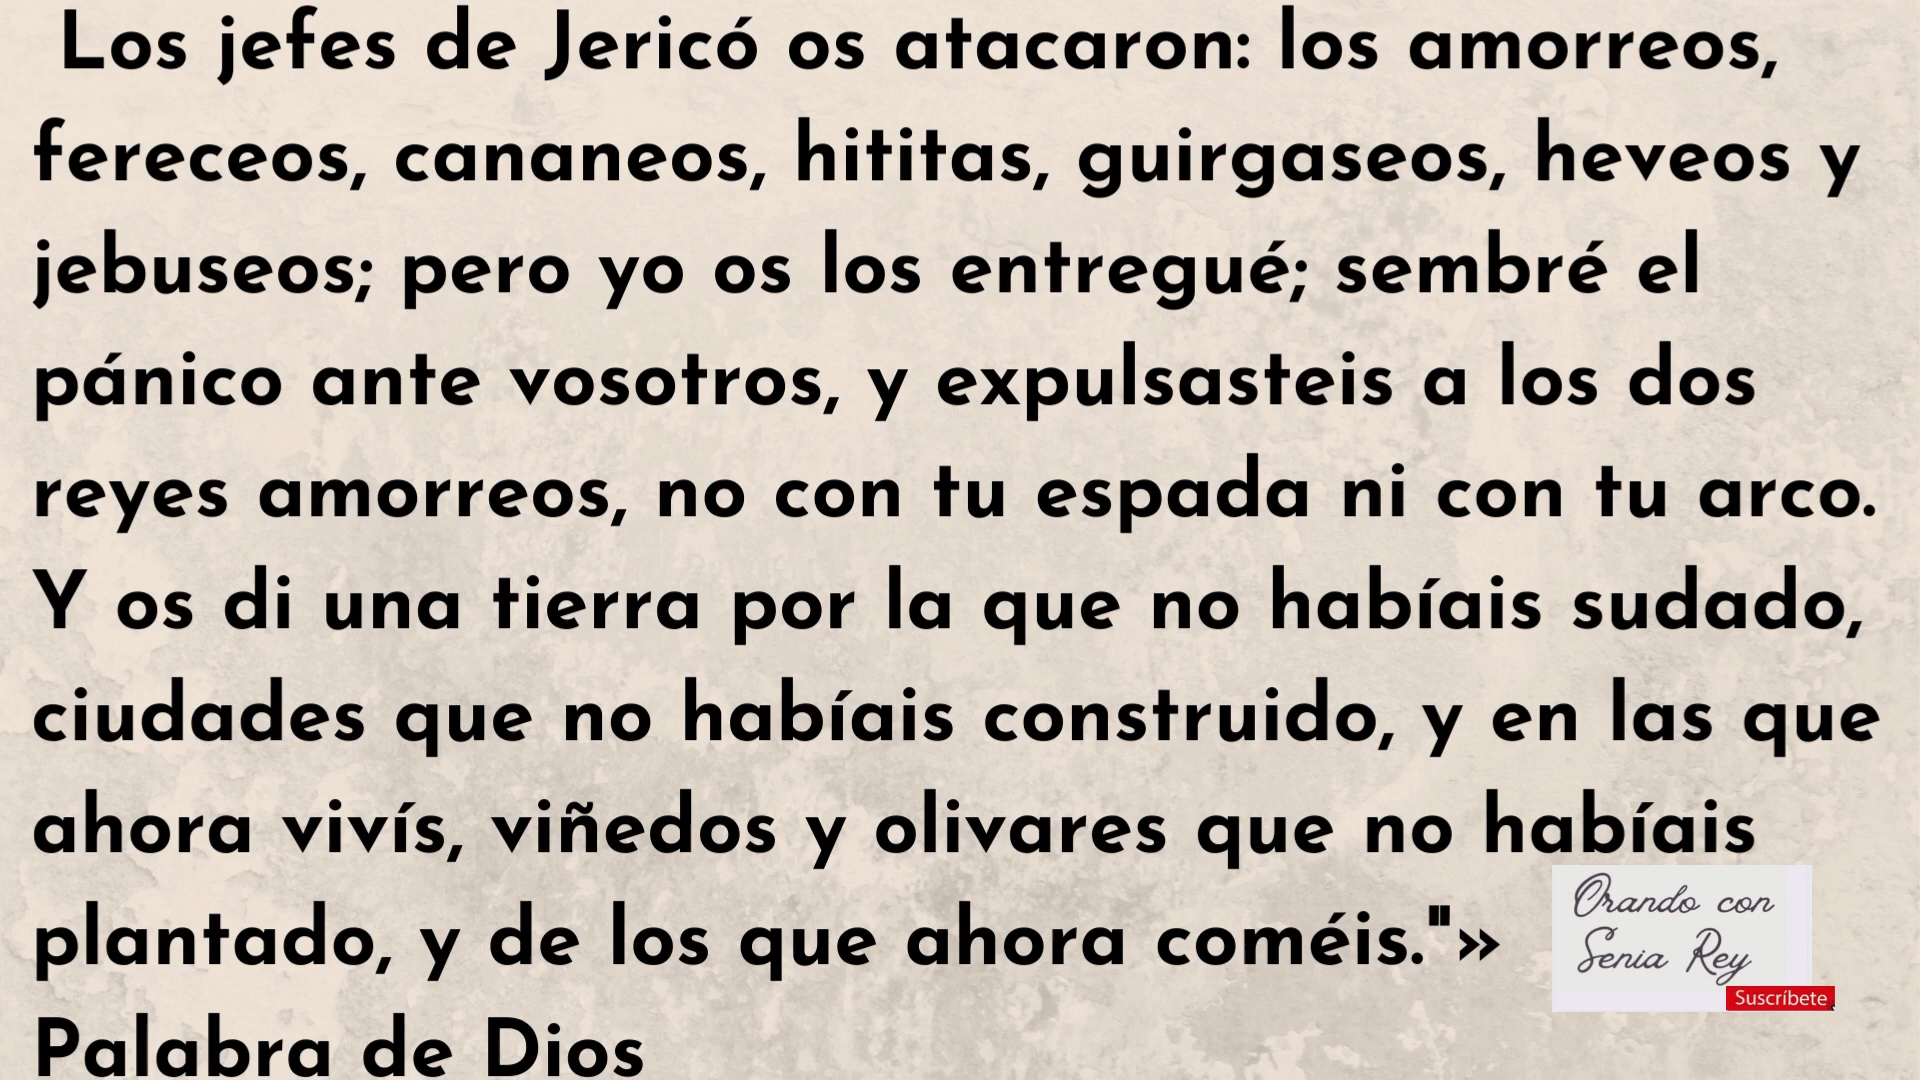 Los jefes de Jericó os atacaron: los amorreos,
fereceos, cananeos, hititas, guirgaseos, heveos y
jebuseos; pero yo os los entregué; sembré el
pánico ante vosotros, y expulsasteis a los dos
reyes amorreos, no con tu espada ni con tu arco.
Y os di una tierra por la que no habíais sudado,
ciudades que no habíais construido, y en las que
ahora vivís, viñedos y olivares que no habíais
plantado, y de los que ahora coméis."»
Palabra de Dios
Orando con
Senia Rey
Suscríbete